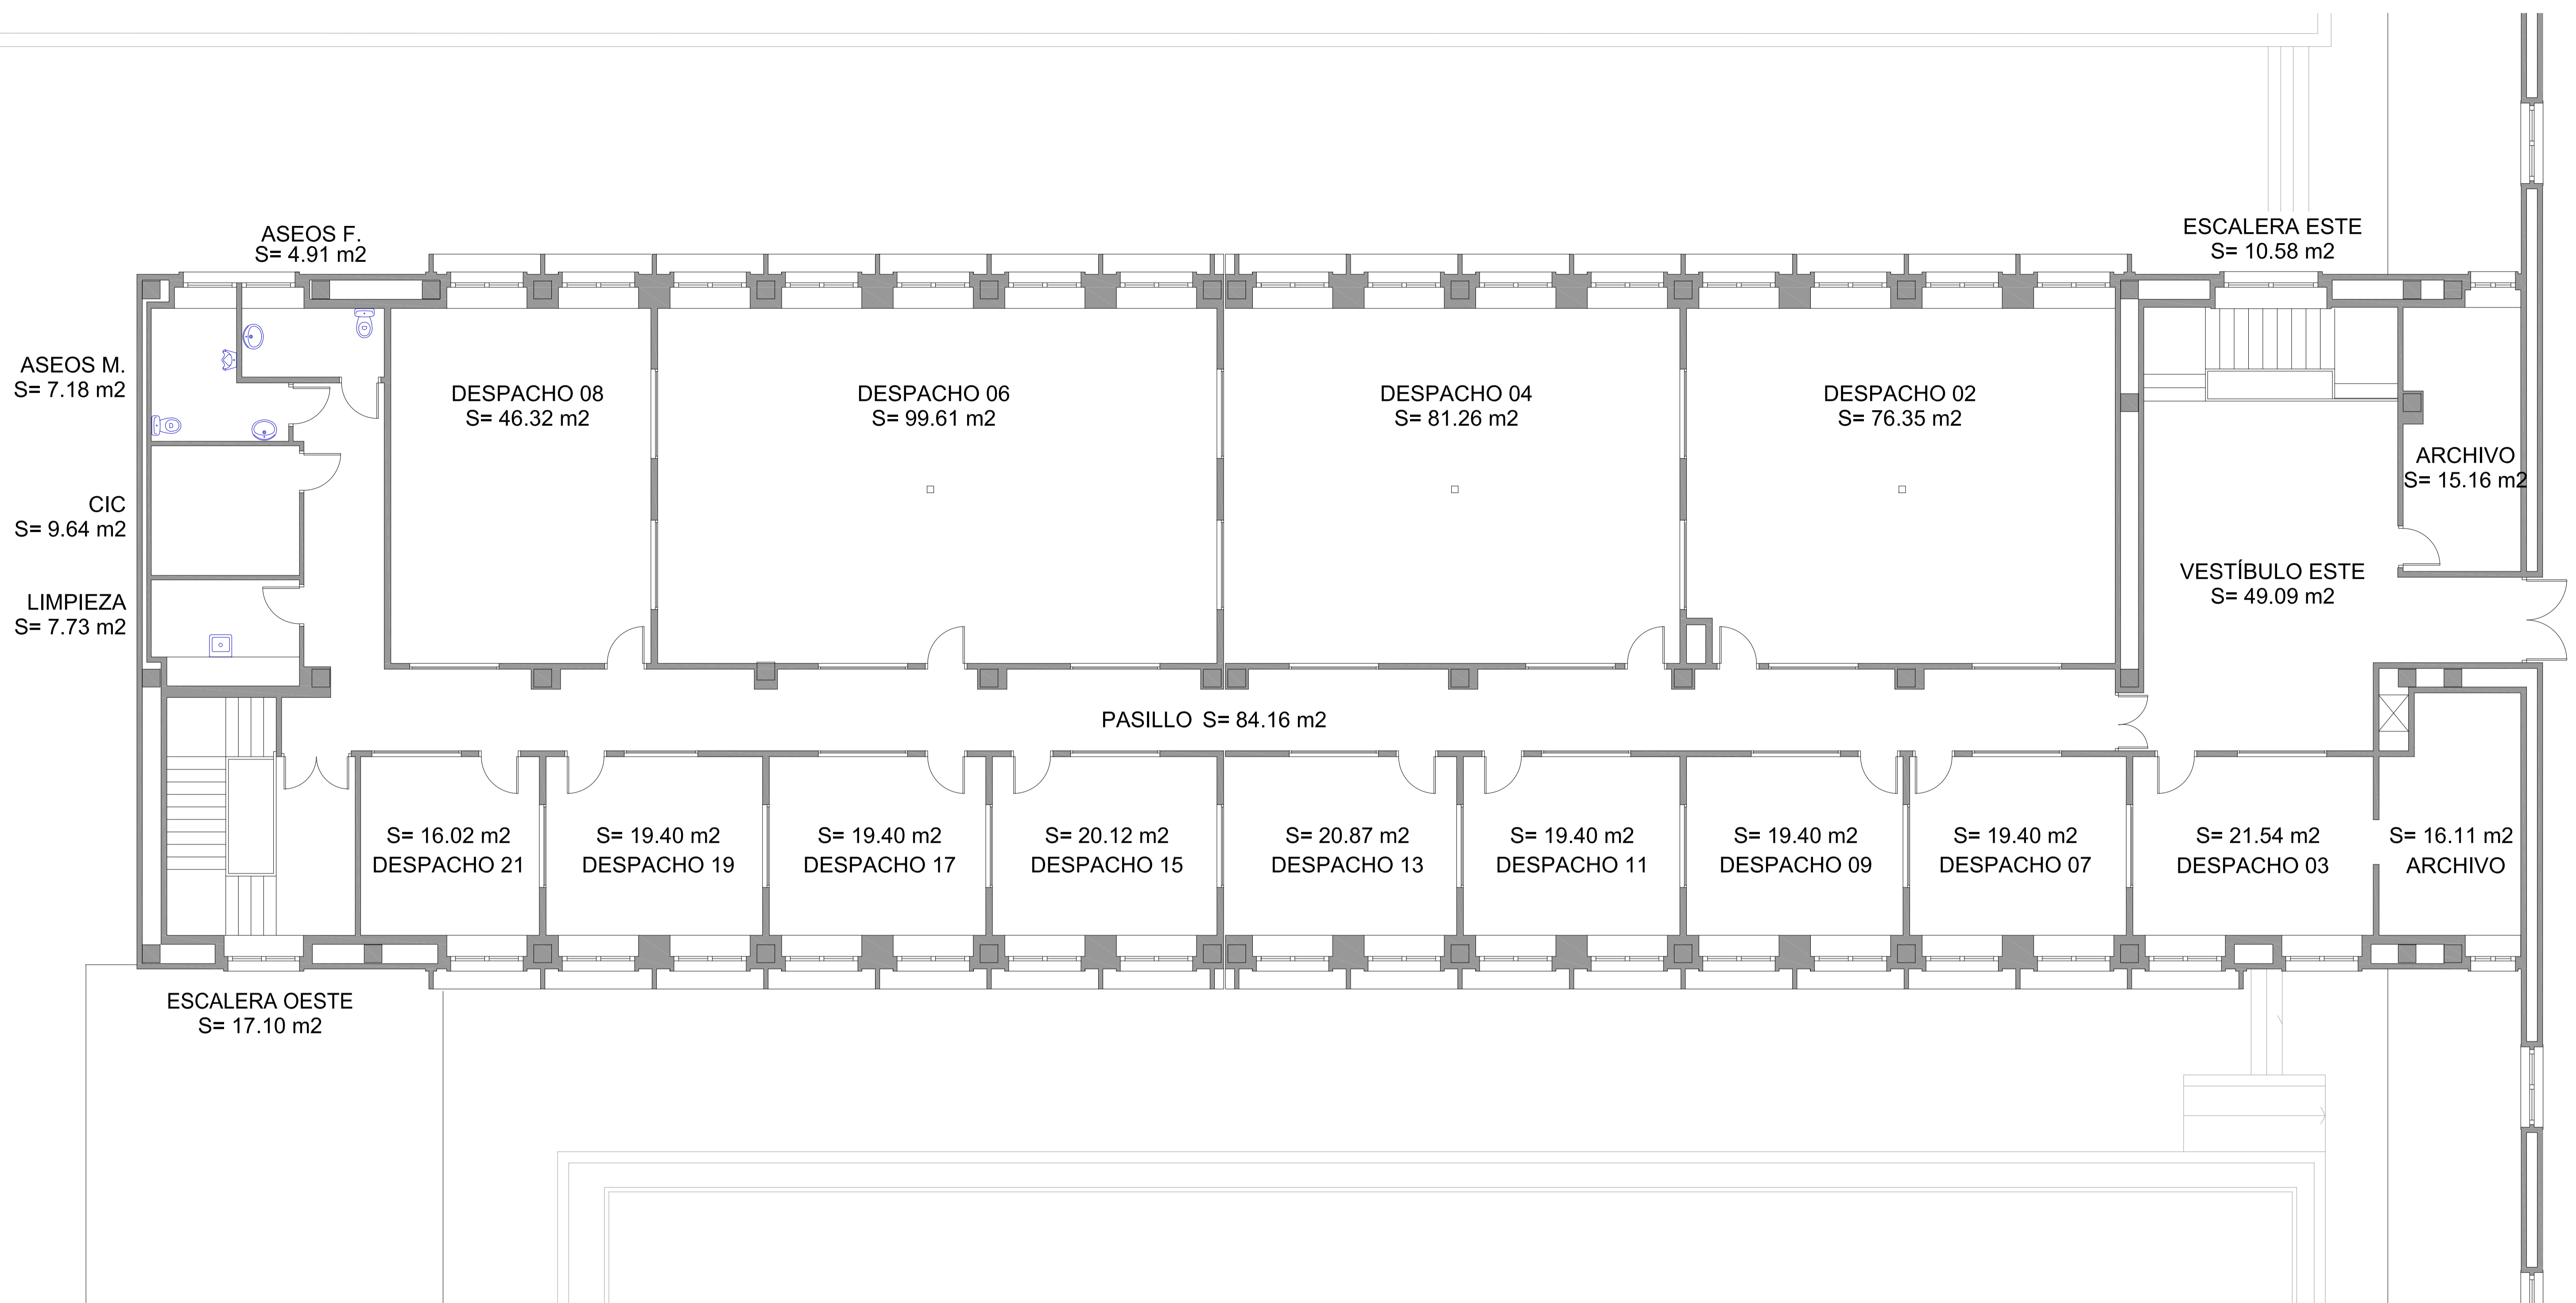 ASEOS F.
S= 4.91 m2
ESCALERA ESTE
S= 10.58 m2
ASEOS M.
S= 7.18 m2
DESPACHO 08
S= 46.32 m2
DESPACHO 06
S= 99.61 m2
DESPACHO 04
S= 81.26 m2
DESPACHO 02
S= 76.35 m2
ARCHIVO
S= 15.16 m2
CIC
S= 9.64 m2
VESTÍBULO ESTE
S= 49.09 m2
LIMPIEZA
S= 7.73 m2
PASILLO S= 84.16 m2
S= 16.02 m2
DESPACHO 21
S= 19.40 m2
DESPACHO 19
S= 19.40 m2
DESPACHO 17
S= 20.12 m2
DESPACHO 15
S= 20.87 m2
DESPACHO 13
S= 19.40 m2
DESPACHO 11
S= 19.40 m2
DESPACHO 09
S= 19.40 m2
DESPACHO 07
S= 21.54 m2
DESPACHO 03
S= 16.11 m2
ARCHIVO
ESCALERA OESTE
S= 17.10 m2